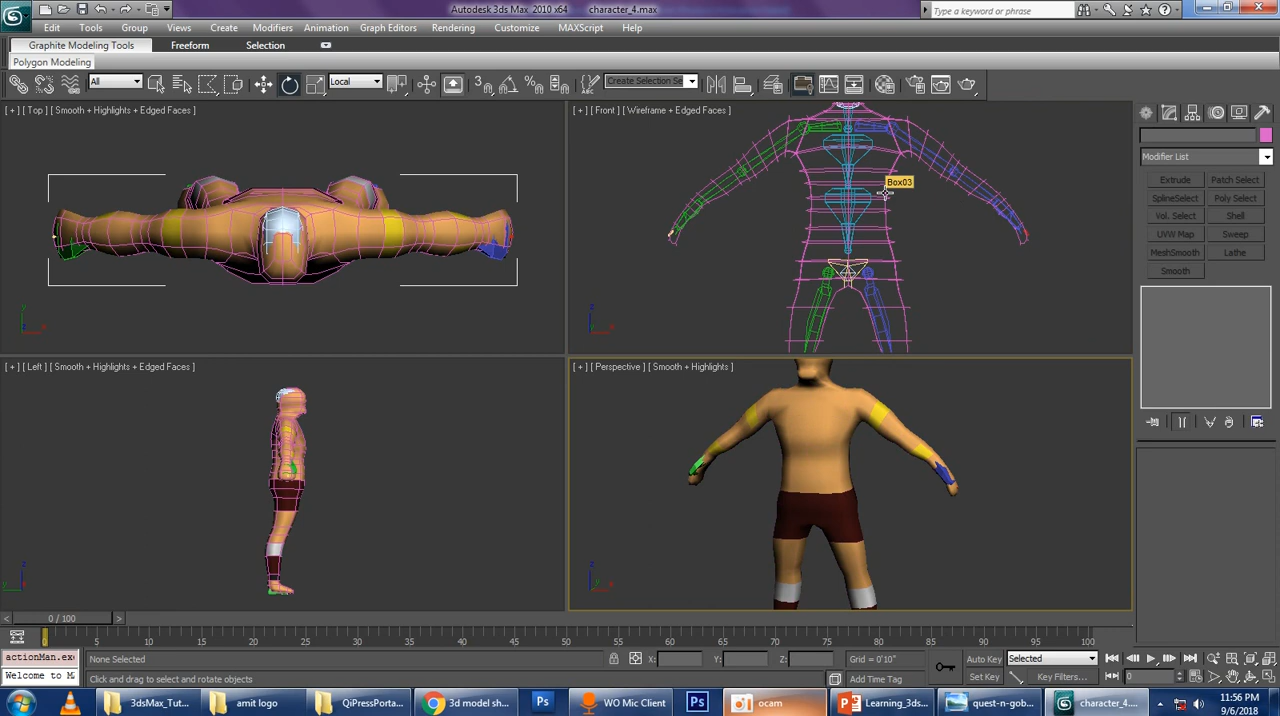 Autodesk 3ds Max 2010 x64 character_4.max
Type a keyword or phrase
Edit Tools Group Views Create Modifiers Animation Graph Editors Rendering Customize MAXScript Help
Graphite Modeling Tools Freeform Selection
Polygon Modeling
All Local Create Selection Se
[ + ] [ Top ] [ Smooth + Highlights + Edged Faces ]
[ + ] [ Front ] [ Wireframe + Edged Faces ]
Box03
Modifier List
Extrude Patch Select
SplineSelect Poly Select
Vol. Select Shell
UVW Map Sweep
MeshSmooth Lathe
Smooth
[ + ] [ Left ] [ Smooth + Highlights + Edged Faces ]
[ + ] [ Perspective ] [ Smooth + Highlights ]
0 / 100
0 5 10 15 20 25 30 35 40 45 50 55 60 65 70 75 80 85 90 95 100
actionMan.ex
None Selected X: Y: Z: Grid = 0'10" Auto Key Selected
Welcome to M
Click and drag to select and rotate objects Add Time Tag Set Key Key Filters... 0
3dsMax_Tut... amit logo QiPressPorta... 3d model sh... Ps WO Mic Client Ps ocam Learning_3ds... quest-n-gob... character_4....
11:56 PM
9/6/2018